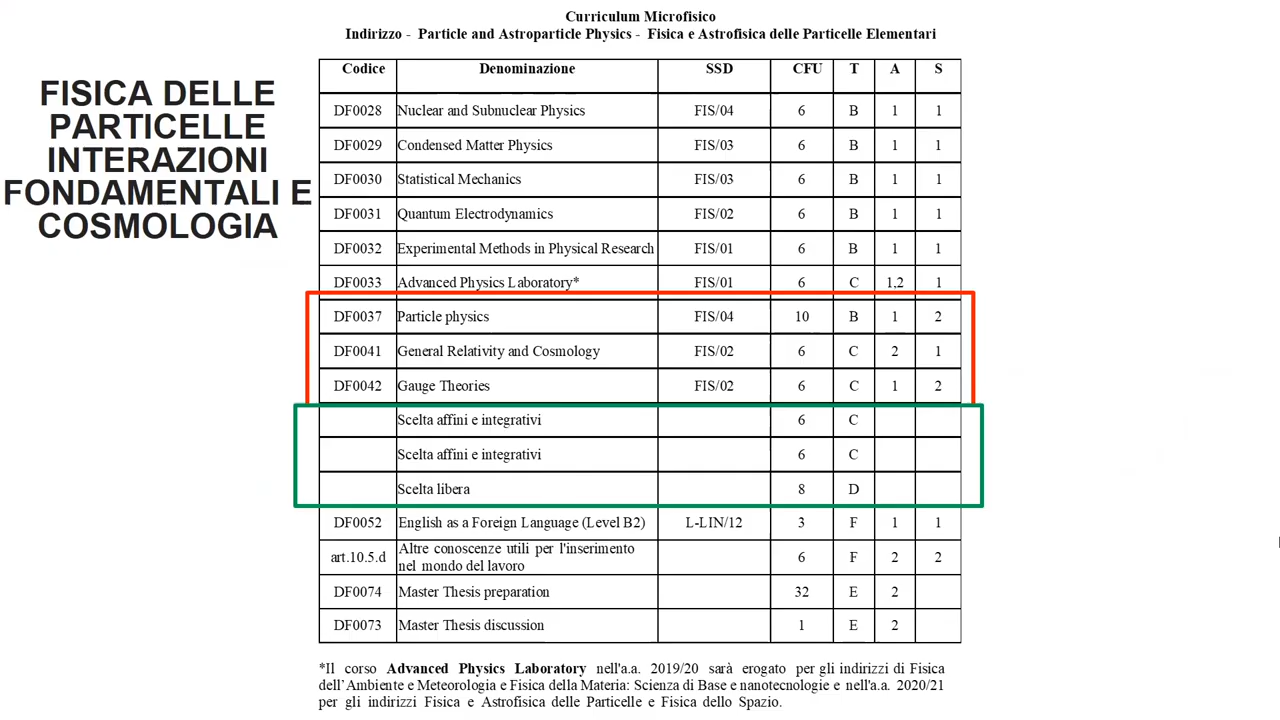 Curriculum Microfisico
Indirizzo - Particle and Astroparticle Physics - Fisica e Astrofisica delle Particelle Elementari
FISICA DELLE
PARTICELLE
INTERAZIONI
FONDAMENTALI E
COSMOLOGIA
Codice Denominazione SSD CFU T A S
DF0028 Nuclear and Subnuclear Physics FIS/04 6 B 1 1
DF0029 Condensed Matter Physics FIS/03 6 B 1 1
DF0030 Statistical Mechanics FIS/03 6 B 1 1
DF0031 Quantum Electrodynamics FIS/02 6 B 1 1
DF0032 Experimental Methods in Physical Research FIS/01 6 B 1 1
DF0033 Advanced Physics Laboratory* FIS/01 6 C 1,2 1
DF0037 Particle physics FIS/04 10 B 1 2
DF0041 General Relativity and Cosmology FIS/02 6 C 2 1
DF0042 Gauge Theories FIS/02 6 C 1 2
Scelta affini e integrativi 6 C
Scelta affini e integrativi 6 C
Scelta libera 8 D
DF0052 English as a Foreign Language (Level B2) L-LIN/12 3 F 1 1
art.10.5.d Altre conoscenze utili per l'inserimento
nel mondo del lavoro 6 F 2 2
DF0074 Master Thesis preparation 32 E 2
DF0073 Master Thesis discussion 1 E 2
*Il corso Advanced Physics Laboratory nell'a.a. 2019/20 sarà erogato per gli indirizzi di Fisica
dell'Ambiente e Meteorologia e Fisica della Materia: Scienza di Base e nanotecnologie e nell'a.a. 2020/21
per gli indirizzi Fisica e Astrofisica delle Particelle e Fisica dello Spazio.